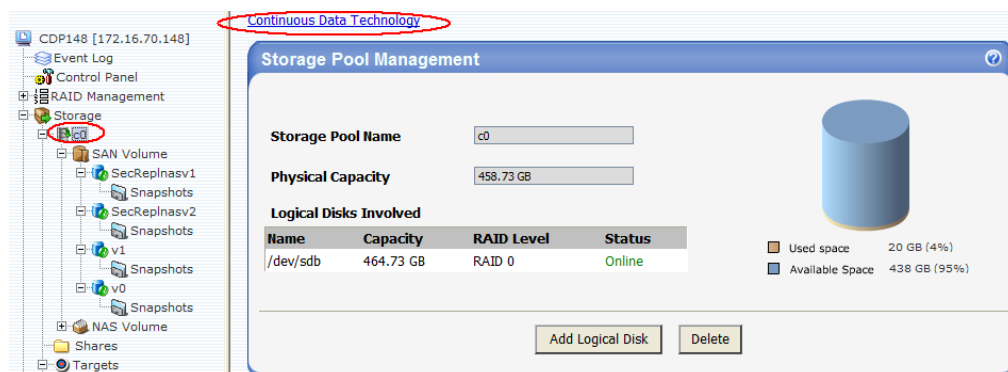 Continuous Data Technology
CDP148 [172.16.70.148]
Event Log
Control Panel
RAID Management
Storage
c0
SAN Volume
SecReplnasv1
Snapshots
SecReplnasv2
Snapshots
v1
Snapshots
v0
Snapshots
NAS Volume
Shares
Targets
Storage Pool Management
?
Storage Pool Name c0
Physical Capacity 458.73 GB
Logical Disks Involved
Name Capacity RAID Level Status
/dev/sdb 464.73 GB RAID 0 Online
Used space 20 GB (4%)
Available Space 438 GB (95%)
Add Logical Disk Delete